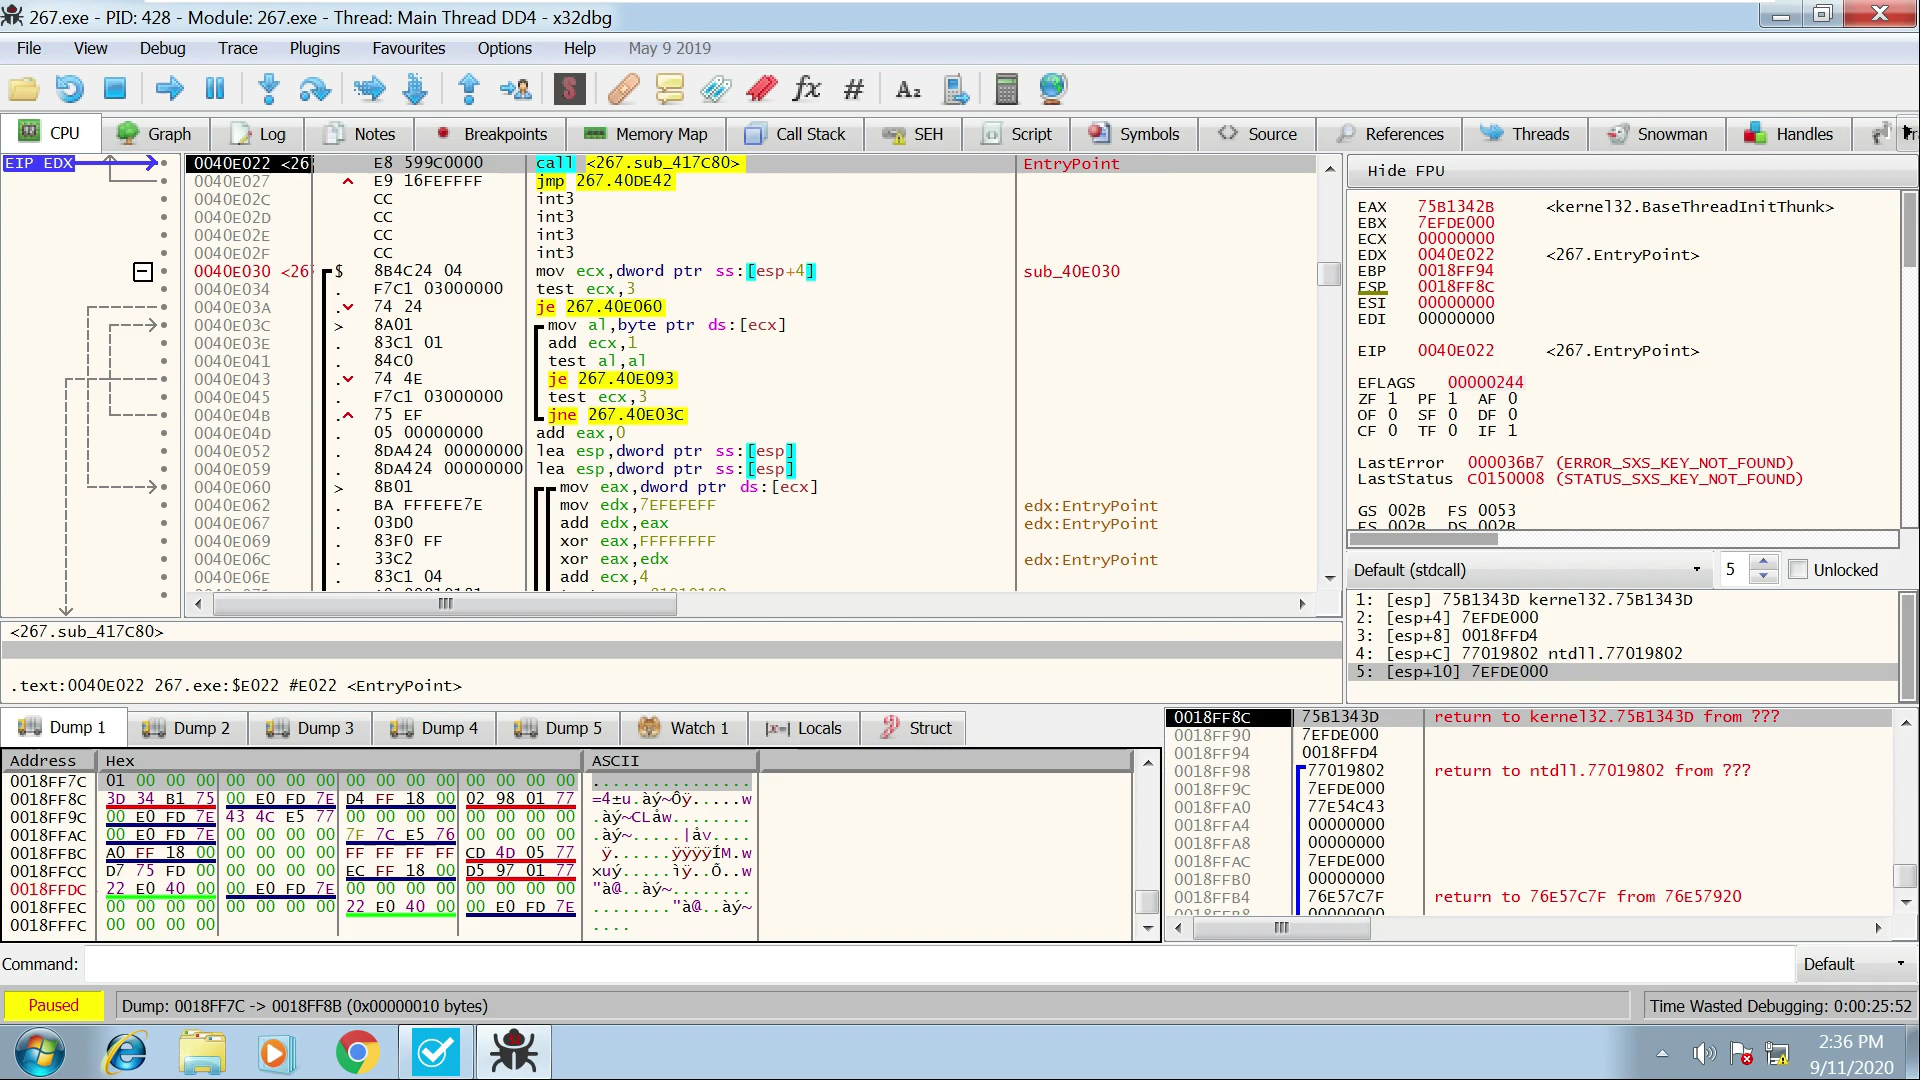 267.exe - PID: 428 - Module: 267.exe - Thread: Main Thread DD4 - x32dbg
File View Debug Trace Plugins Favourites Options Help May 9 2019
CPU Graph Log Notes Breakpoints Memory Map Call Stack SEH Script Symbols Source References Threads Snowman Handles
EIP EDX
0040E022 <26 E8 599C0000 call <267.sub_417C80> EntryPoint
0040E027 E9 16FEFFFF jmp 267.40DE42
0040E02C CC int3
0040E02D CC int3
0040E02E CC int3
0040E02F CC int3
0040E030 <26 $ 8B4C24 04 mov ecx,dword ptr ss:[esp+4] sub_40E030
0040E034 . F7C1 03000000 test ecx,3
0040E03A . 74 24 je 267.40E060
0040E03C > 8A01 mov al,byte ptr ds:[ecx]
0040E03E . 83C1 01 add ecx,1
0040E041 . 84C0 test al,al
0040E043 . 74 4E je 267.40E093
0040E045 . F7C1 03000000 test ecx,3
0040E04B . 75 EF jne 267.40E03C
0040E04D . 05 00000000 add eax,0
0040E052 . 8DA424 00000000 lea esp,dword ptr ss:[esp]
0040E059 . 8DA424 00000000 lea esp,dword ptr ss:[esp]
0040E060 > 8B01 mov eax,dword ptr ds:[ecx]
0040E062 . BA FFFEFE7E mov edx,7EFEFEFF edx:EntryPoint
0040E067 . 03D0 add edx,eax edx:EntryPoint
0040E069 . 83F0 FF xor eax,FFFFFFFF
0040E06C . 33C2 xor eax,edx edx:EntryPoint
0040E06E . 83C1 04 add ecx,4
Hide FPU
EAX 75B1342B <kernel32.BaseThreadInitThunk>
EBX 7EFDE000
ECX 00000000
EDX 0040E022 <267.EntryPoint>
EBP 0018FF94
ESP 0018FF8C
ESI 00000000
EDI 00000000
EIP 0040E022 <267.EntryPoint>
EFLAGS 00000244
ZF 1 PF 1 AF 0
OF 0 SF 0 DF 0
CF 0 TF 0 IF 1
LastError 000036B7 (ERROR_SXS_KEY_NOT_FOUND)
LastStatus C0150008 (STATUS_SXS_KEY_NOT_FOUND)
GS 002B FS 0053
ES 002B DS 002B
Default (stdcall) 5 Unlocked
1: [esp] 75B1343D kernel32.75B1343D
2: [esp+4] 7EFDE000
3: [esp+8] 0018FFD4
4: [esp+C] 77019802 ntdll.77019802
5: [esp+10] 7EFDE000
<267.sub_417C80>
.text:0040E022 267.exe:$E022 #E022 <EntryPoint>
Dump 1 Dump 2 Dump 3 Dump 4 Dump 5 Watch 1 [x=] Locals Struct
Address Hex ASCII
0018FF7C 01 00 00 00 00 00 00 00 00 00 00 00 00 00 00 00 ................
0018FF8C 3D 34 B1 75 00 E0 FD 7E D4 FF 18 00 02 98 01 77 =4±u.àý~Ôÿ.....w
0018FF9C 00 E0 FD 7E 43 4C E5 77 00 00 00 00 00 00 00 00 .àý~CLåw........
0018FFAC 00 E0 FD 7E 00 00 00 00 7F 7C E5 76 00 00 00 00 .àý~.....|åv....
0018FFBC A0 FF 18 00 00 00 00 00 FF FF FF FF CD 4D 05 77 ÿ......ÿÿÿÿÍM.w
0018FFCC D7 75 FD 00 00 00 00 00 EC FF 18 00 D5 97 01 77 ×uý.....ìÿ..Õ..w
0018FFDC 22 E0 40 00 00 E0 FD 7E 00 00 00 00 00 00 00 00 "à@..àý~........
0018FFEC 00 00 00 00 00 00 00 00 22 E0 40 00 00 E0 FD 7E ........"à@..àý~
0018FFFC 00 00 00 00 ....
0018FF8C 75B1343D return to kernel32.75B1343D from ???
0018FF90 7EFDE000
0018FF94 0018FFD4
0018FF98 77019802 return to ntdll.77019802 from ???
0018FF9C 7EFDE000
0018FFA0 77E54C43
0018FFA4 00000000
0018FFA8 00000000
0018FFAC 7EFDE000
0018FFB0 00000000
0018FFB4 76E57C7F return to 76E57C7F from 76E57920
0018FFB8 00000000
Command: Default
Paused Dump: 0018FF7C -> 0018FF8B (0x00000010 bytes) Time Wasted Debugging: 0:00:25:52
2:36 PM
9/11/2020